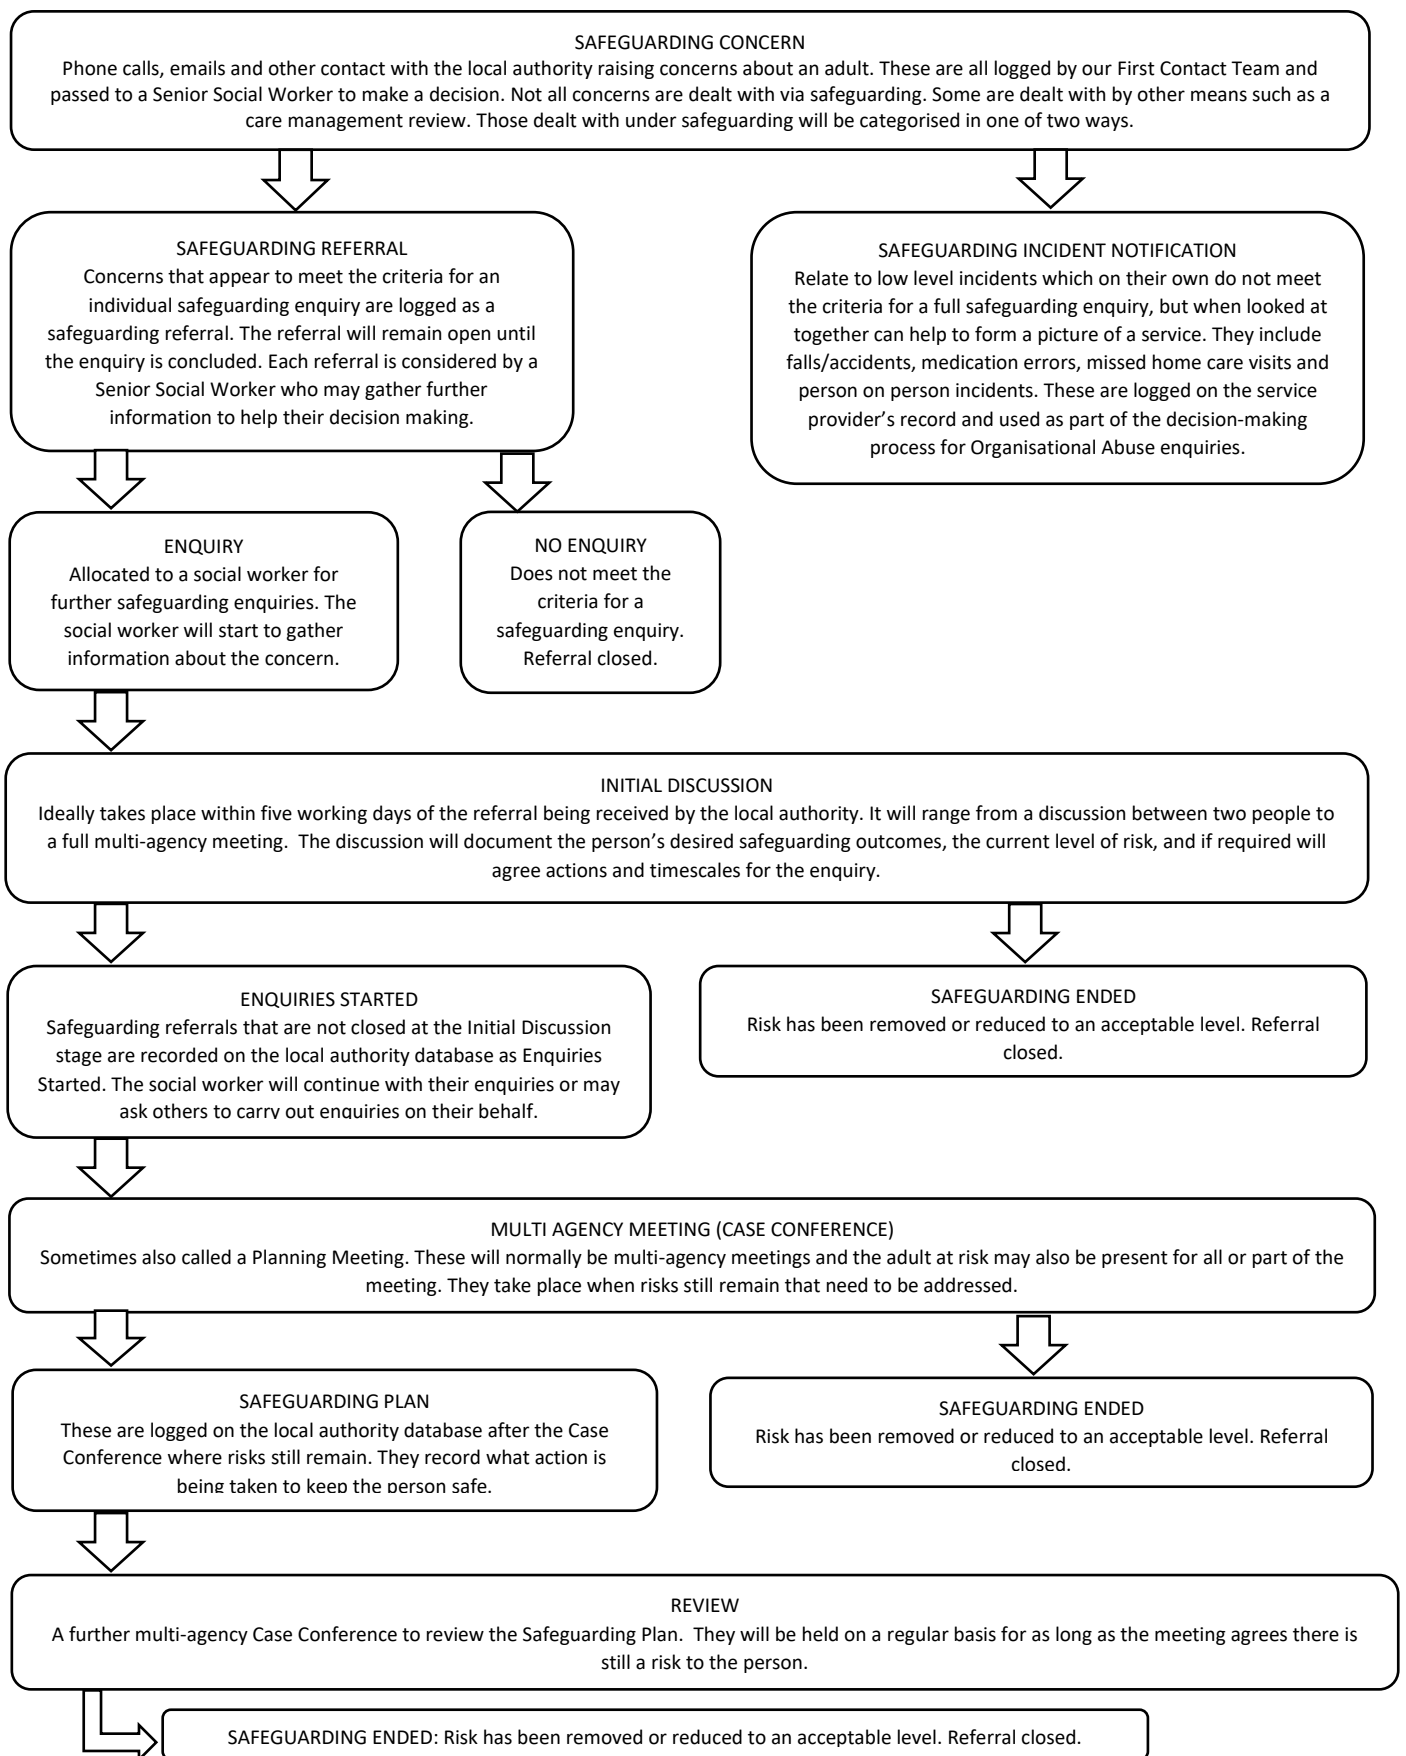 SAFEGUARDING CONCERN
Phone calls, emails and other contact with the local authority raising concerns about an adult. These are all logged by our First Contact Team and
passed to a Senior Social Worker to make a decision. Not all concerns are dealt with via safeguarding. Some are dealt with by other means such as a
care management review. Those dealt with under safeguarding will be categorised in one of two ways.
SAFEGUARDING REFERRAL
Concerns that appear to meet the criteria for an
individual safeguarding enquiry are logged as a
safeguarding referral. The referral will remain open until
the enquiry is concluded. Each referral is considered by a
Senior Social Worker who may gather further
information to help their decision making.
SAFEGUARDING INCIDENT NOTIFICATION
Relate to low level incidents which on their own do not meet
the criteria for a full safeguarding enquiry, but when looked at
together can help to form a picture of a service. They include
falls/accidents, medication errors, missed home care visits and
person on person incidents. These are logged on the service
provider’s record and used as part of the decision-making
process for Organisational Abuse enquiries.
ENQUIRY
Allocated to a social worker for
further safeguarding enquiries. The
social worker will start to gather
information about the concern.
NO ENQUIRY
Does not meet the
criteria for a
safeguarding enquiry.
Referral closed.
INITIAL DISCUSSION
Ideally takes place within five working days of the referral being received by the local authority. It will range from a discussion between two people to
a full multi-agency meeting.  The discussion will document the person’s desired safeguarding outcomes, the current level of risk, and if required will
agree actions and timescales for the enquiry.
ENQUIRIES STARTED
Safeguarding referrals that are not closed at the Initial Discussion
stage are recorded on the local authority database as Enquiries
Started. The social worker will continue with their enquiries or may
ask others to carry out enquiries on their behalf.
SAFEGUARDING ENDED
Risk has been removed or reduced to an acceptable level. Referral
closed.
MULTI AGENCY MEETING (CASE CONFERENCE)
Sometimes also called a Planning Meeting. These will normally be multi-agency meetings and the adult at risk may also be present for all or part of the
meeting. They take place when risks still remain that need to be addressed.
SAFEGUARDING PLAN
These are logged on the local authority database after the Case
Conference where risks still remain. They record what action is
being taken to keep the person safe.
SAFEGUARDING ENDED
Risk has been removed or reduced to an acceptable level. Referral
closed.
REVIEW
A further multi-agency Case Conference to review the Safeguarding Plan.  They will be held on a regular basis for as long as the meeting agrees there is
still a risk to the person.
SAFEGUARDING ENDED: Risk has been removed or reduced to an acceptable level. Referral closed.